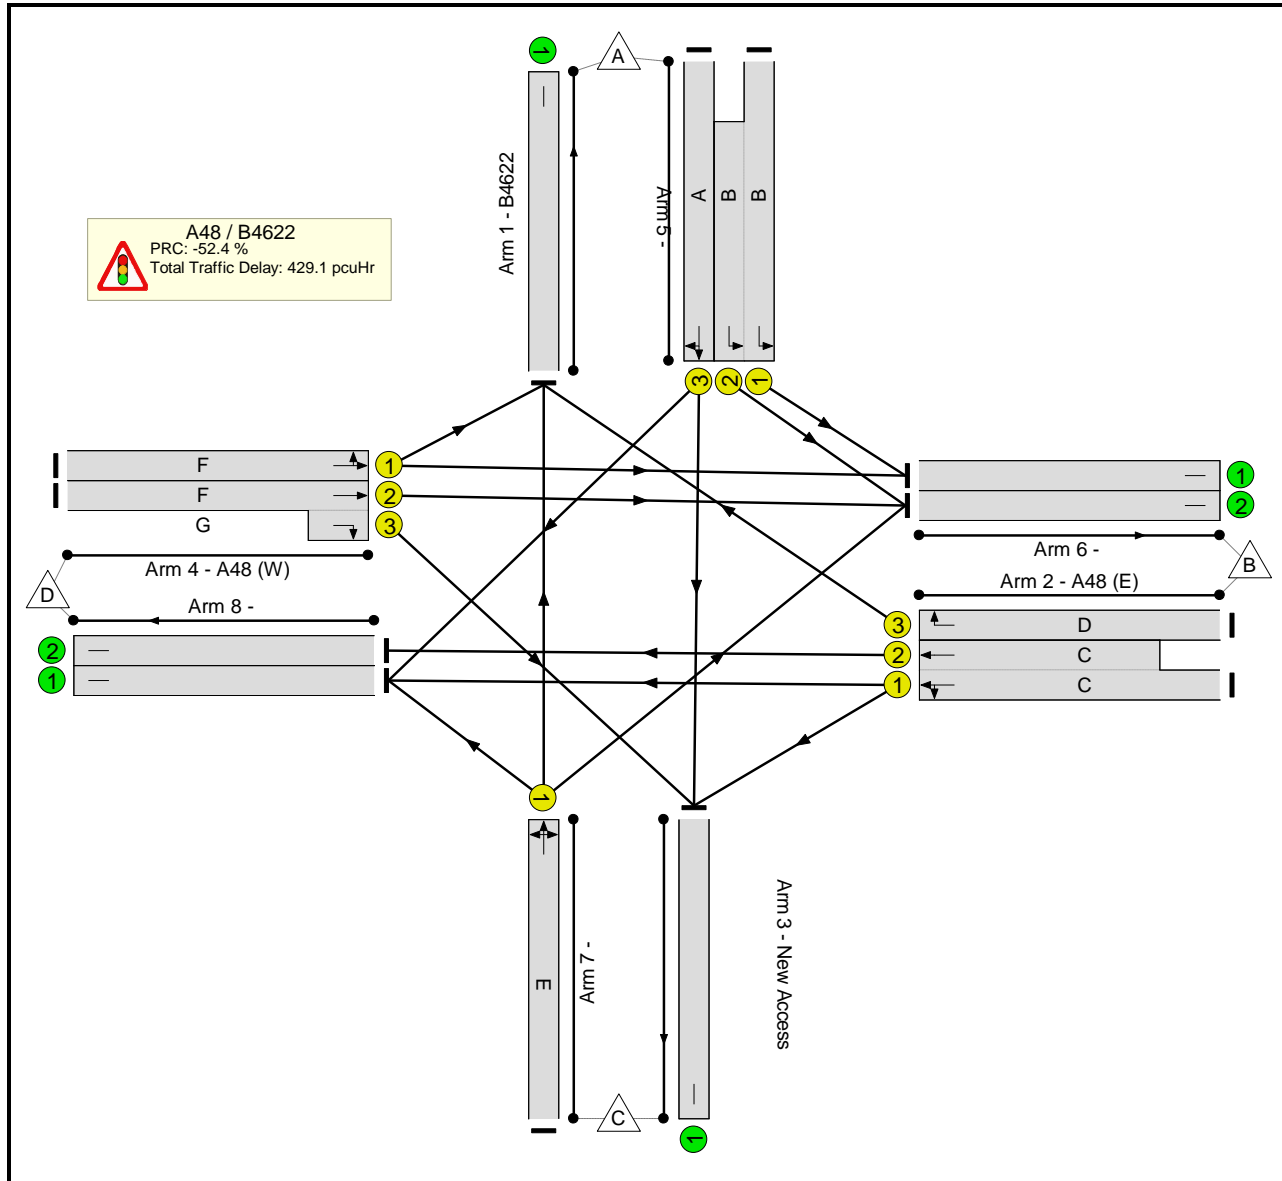 1
A
Arm 1 - B4622
Arm 5 -
A
B
B
A48 / B4622
PRC: -52.4 %
Total Traffic Delay: 429.1 pcuHr
3
2
1
F
1
F
2
G
3
Arm 4 - A48 (W)
D
Arm 8 -
2
1
1
2
Arm 6 -
B
Arm 2 - A48 (E)
3
D
2
C
1
C
1
E
Arm 7 -
Arm 3 - New Access
C
1